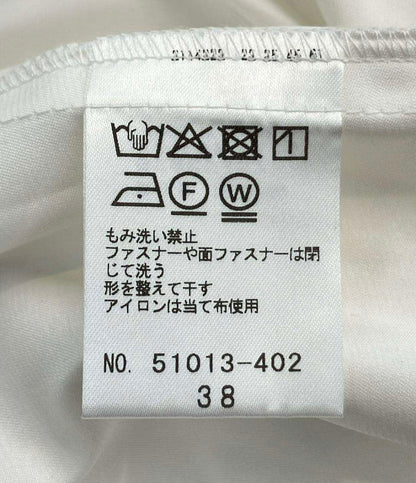 F W
もみ洗い禁止
ファスナーや面ファスナーは閉
じて洗う
形を整えて干す
アイロンは当て布使用
NO. 51013-402
38